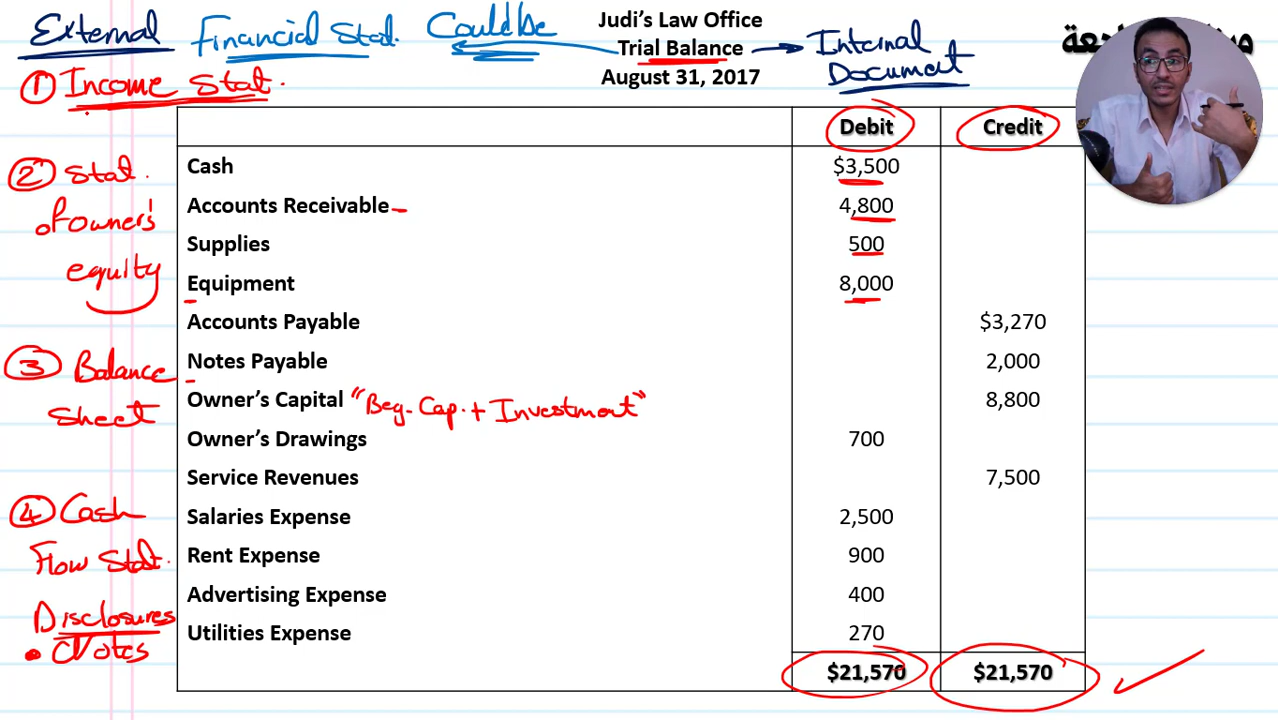 External Financial Stat. Could be
Judi's Law Office
Trial Balance
August 31, 2017
Internal
Document
① Income Stat.
② Stat.
of owner's
equity
③ Balance
Sheet
④ Cash
Flow Stat.
Disclosures
• Notes
Debit Credit
Cash $3,500
Accounts Receivable 4,800
Supplies 500
Equipment 8,000
Accounts Payable $3,270
Notes Payable 2,000
Owner's Capital "Beg. Cap. + Investment" 8,800
Owner's Drawings 700
Service Revenues 7,500
Salaries Expense 2,500
Rent Expense 900
Advertising Expense 400
Utilities Expense 270
$21,570 $21,570